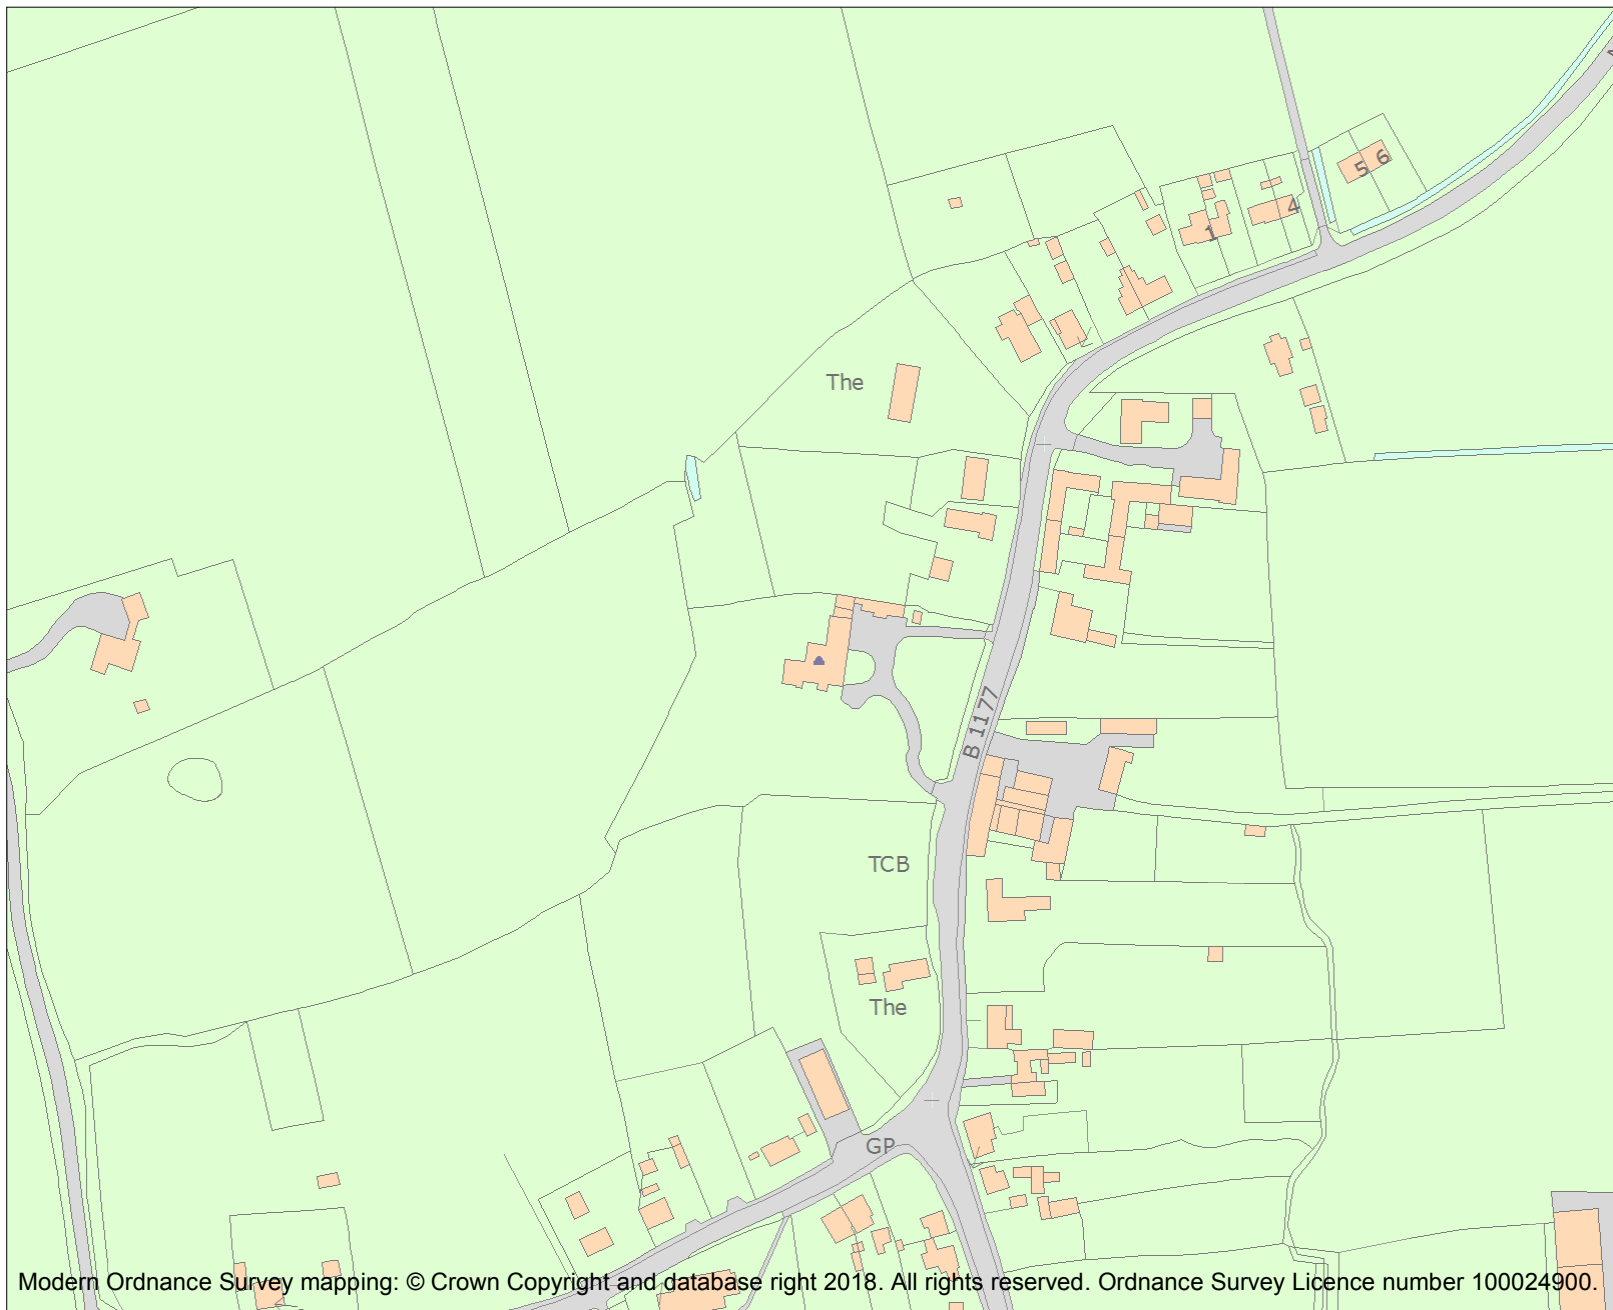 5 6
4
1
The
B 1177
TCB
The
GP
Modern Ordnance Survey mapping: © Crown Copyright and database right 2018. All rights reserved. Ordnance Survey Licence number 100024900.